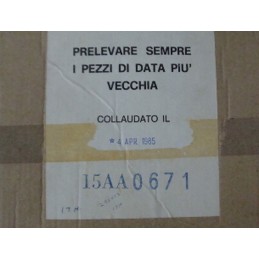 PRELEVARE SEMPRE
I PEZZI DI DATA PIU'
VECCHIA
COLLAUDATO IL
*4 APR 1985
15AA0671